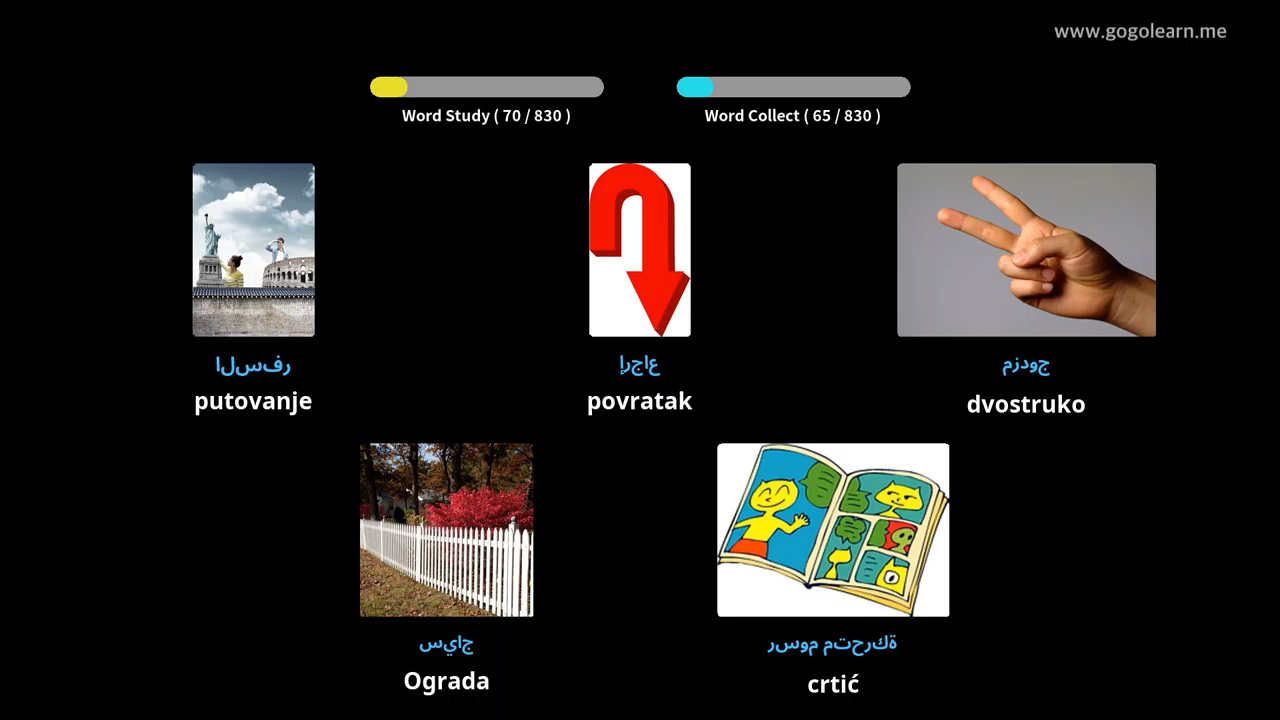 www.gogolearn.me
Word Study ( 70 / 830 )
Word Collect ( 65 / 830 )
السفر
putovanje
إرجاع
povratak
مزدوج
dvostruko
سياج
Ograda
رسوم متحركة
crtić